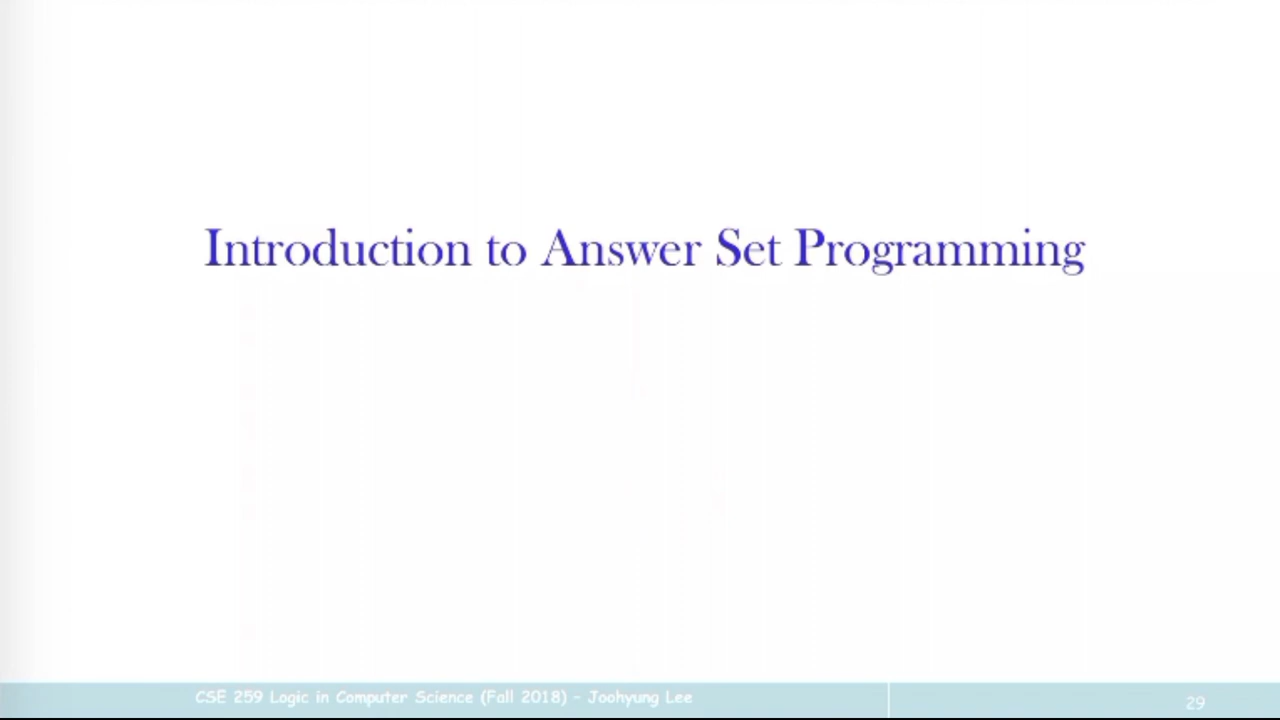 Introduction to Answer Set Programming
CSE 259 Logic in Computer Science (Fall 2018) – Joohyung Lee
29